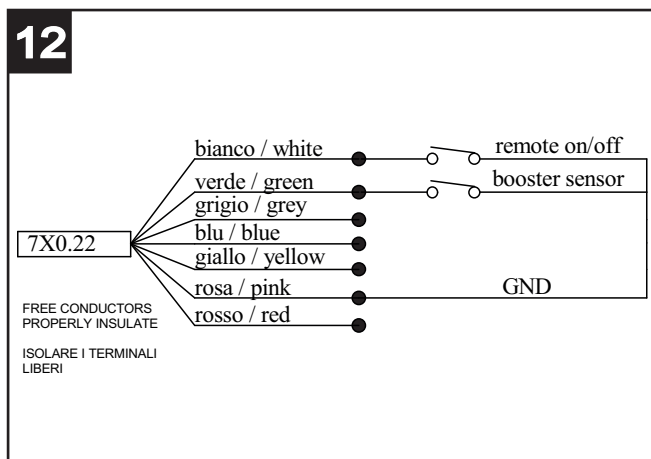 12
bianco / white
remote on/off
verde / green
booster sensor
grigio / grey
7X0.22
blu / blue
giallo / yellow
rosa / pink
GND
rosso / red
FREE CONDUCTORS
PROPERLY INSULATE
ISOLARE I TERMINALI
LIBERI